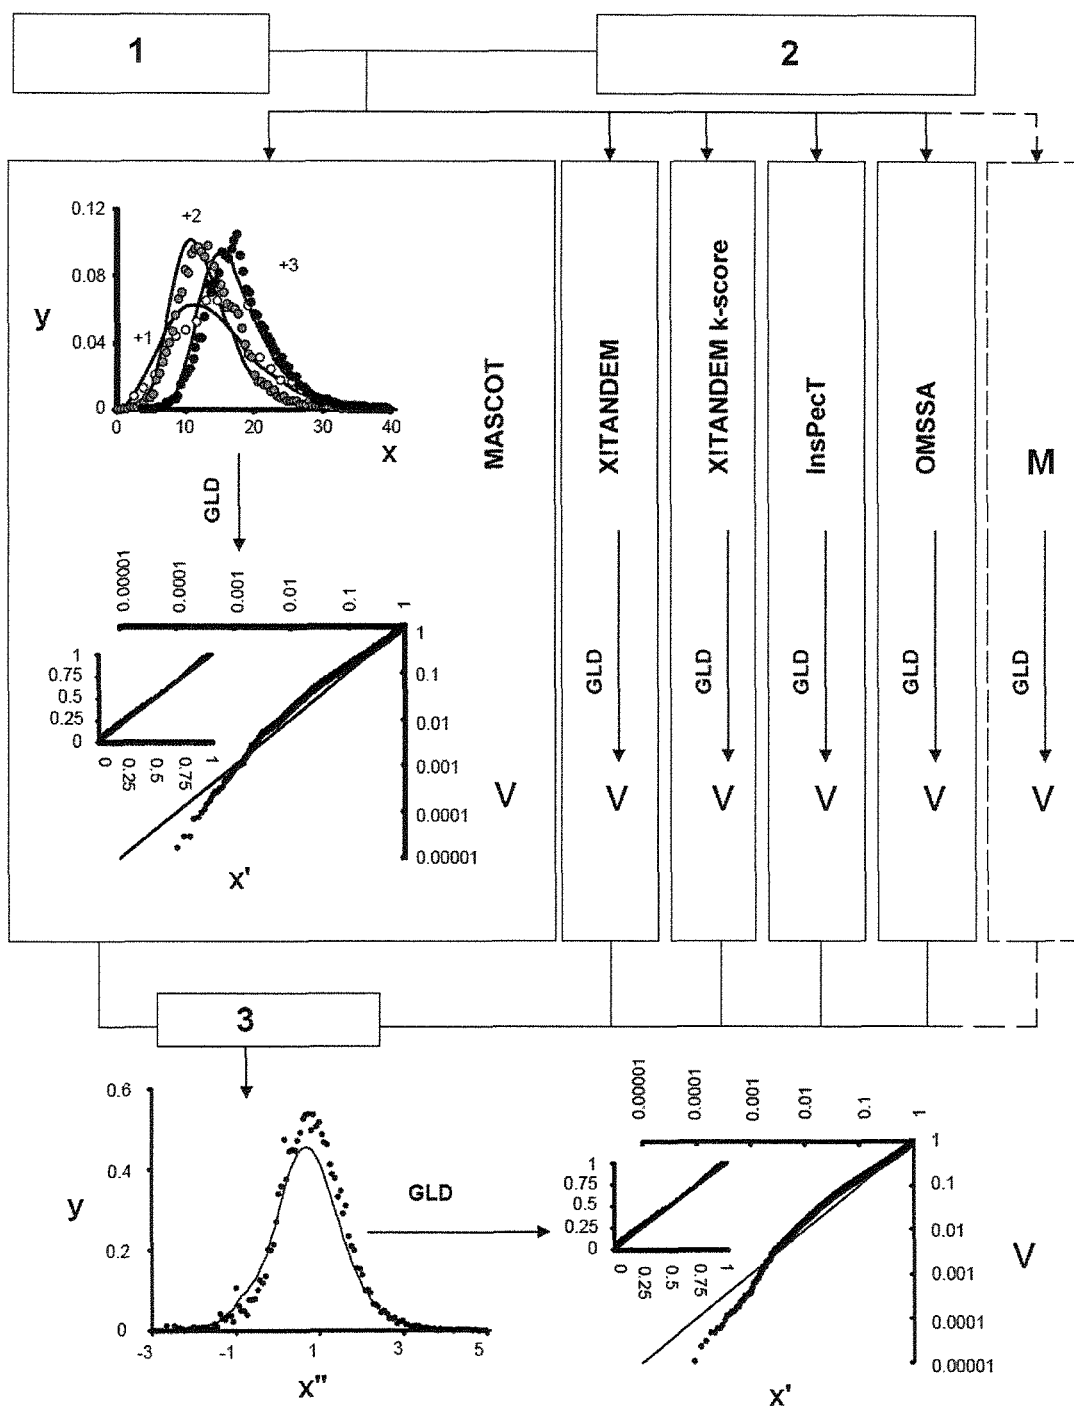 1
2
0.12
0.08
0.04
0
y
+2
+3
+1
0 10 20 30 40
x
GLD
MASCOT
X!TANDEM
X!TANDEM k-score
InsPecT
OMSSA
M
0.00001
0.0001
0.001
0.01
0.1
1
1
0.1
0.01
0.001
0.0001
0.00001
1
0.75
0.5
0.25
0
0
0.25
0.5
0.75
1
x'
V
GLD
GLD
GLD
GLD
GLD
V
V
V
V
V
3
0.6
0.4
0.2
0
y
-3 -1 1 3 5
x"
GLD
0.00001
0.0001
0.001
0.01
0.1
1
1
0.1
0.01
0.001
0.0001
0.00001
1
0.75
0.5
0.25
0
0
0.25
0.5
0.75
1
V
x'